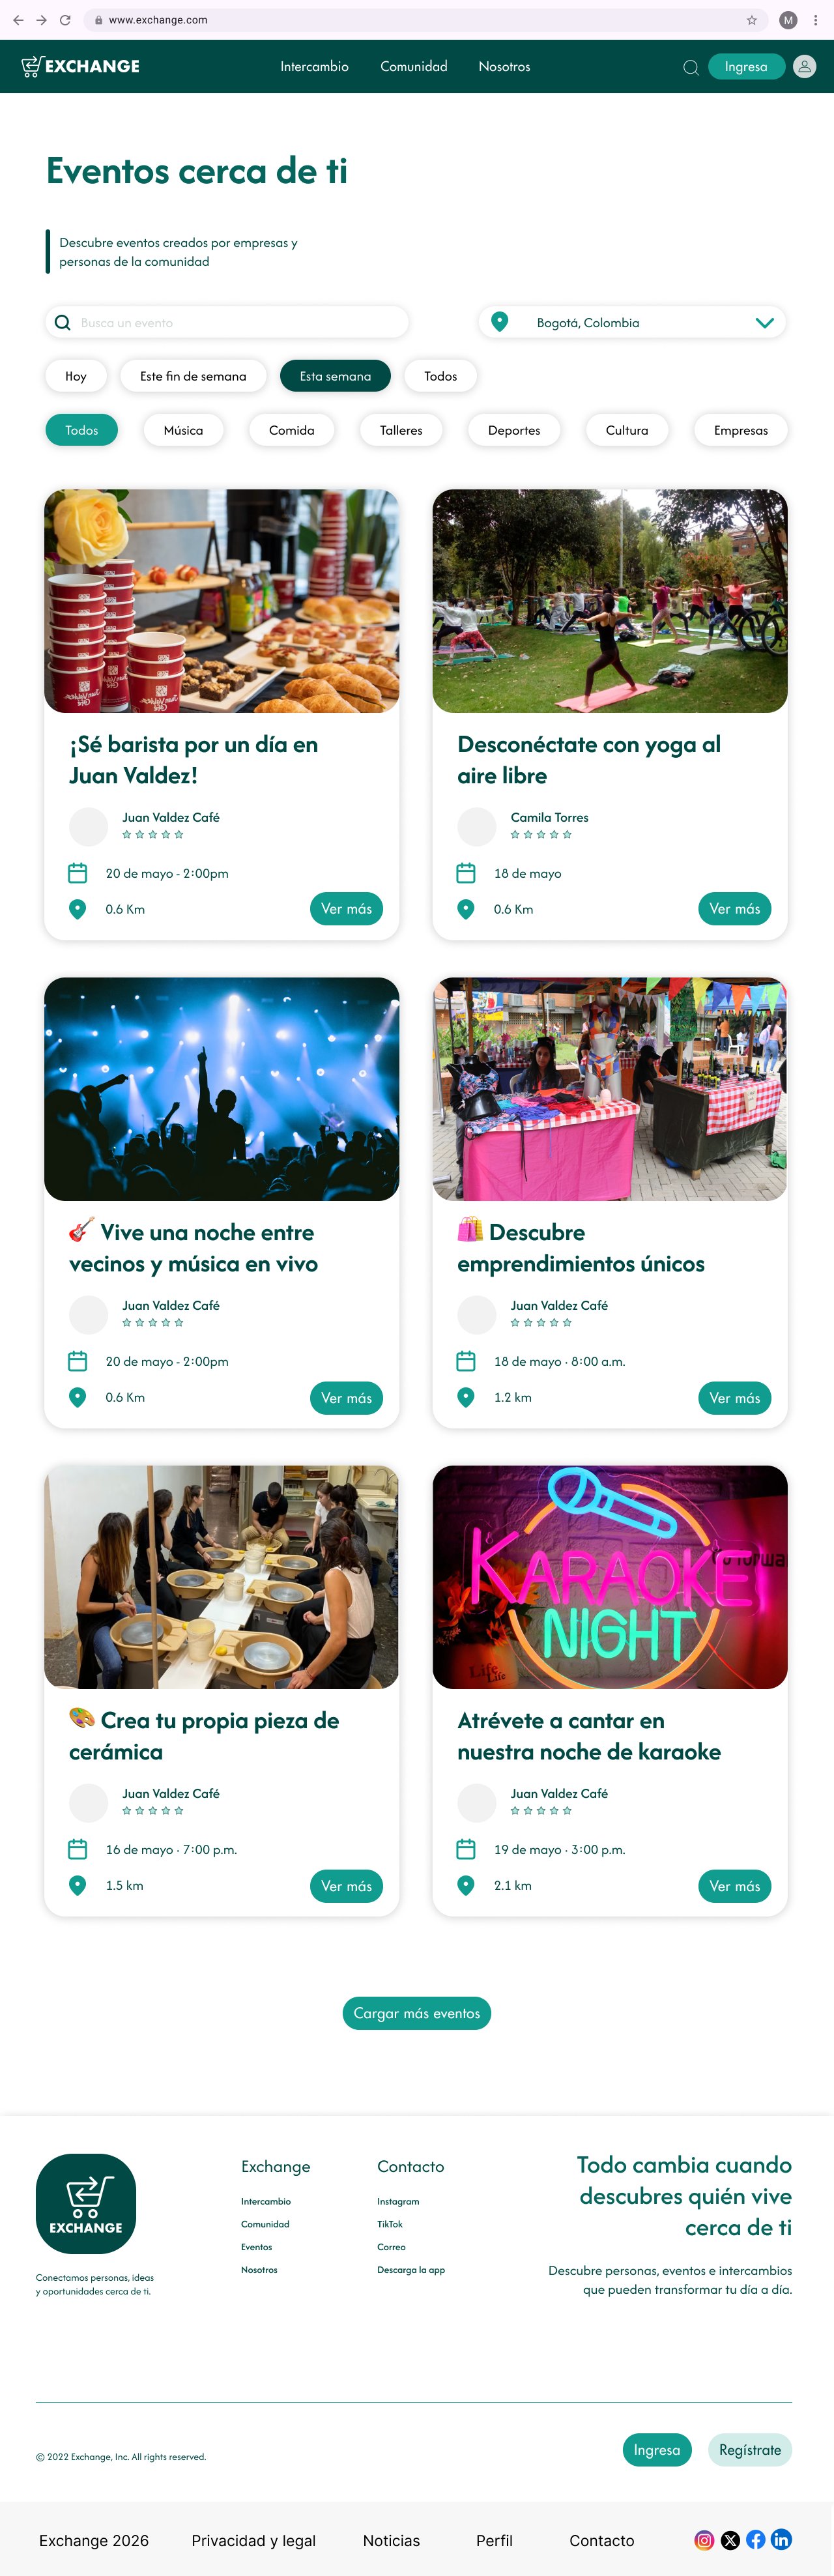 www.exchange.com
M
EXCHANGE
Intercambio
Comunidad
Nosotros
Ingresa
Eventos cerca de ti
Descubre eventos creados por empresas y
personas de la comunidad
Busca un evento
Bogotá, Colombia
Hoy
Este fin de semana
Esta semana
Todos
Todos
Música
Comida
Talleres
Deportes
Cultura
Empresas
¡Sé barista por un día en
Juan Valdez!
Juan Valdez Café
20 de mayo - 2:00pm
0.6 Km
Ver más
Desconéctate con yoga al
aire libre
Camila Torres
18 de mayo
0.6 Km
Ver más
🎸 Vive una noche entre
vecinos y música en vivo
Juan Valdez Café
20 de mayo - 2:00pm
0.6 Km
Ver más
🛍️ Descubre
emprendimientos únicos
Juan Valdez Café
18 de mayo · 8:00 a.m.
1.2 km
Ver más
🎨 Crea tu propia pieza de
cerámica
Juan Valdez Café
16 de mayo · 7:00 p.m.
1.5 km
Ver más
KARAOKE
NIGHT
Atrévete a cantar en
nuestra noche de karaoke
Juan Valdez Café
19 de mayo · 3:00 p.m.
2.1 km
Ver más
Cargar más eventos
EXCHANGE
Conectamos personas, ideas
y oportunidades cerca de ti.
Exchange
Intercambio
Comunidad
Eventos
Nosotros
Contacto
Instagram
TikTok
Correo
Descarga la app
Todo cambia cuando
descubres quién vive
cerca de ti
Descubre personas, eventos e intercambios
que pueden transformar tu día a día.
© 2022 Exchange, Inc. All rights reserved.
Ingresa
Regístrate
Exchange 2026
Privacidad y legal
Noticias
Perfil
Contacto